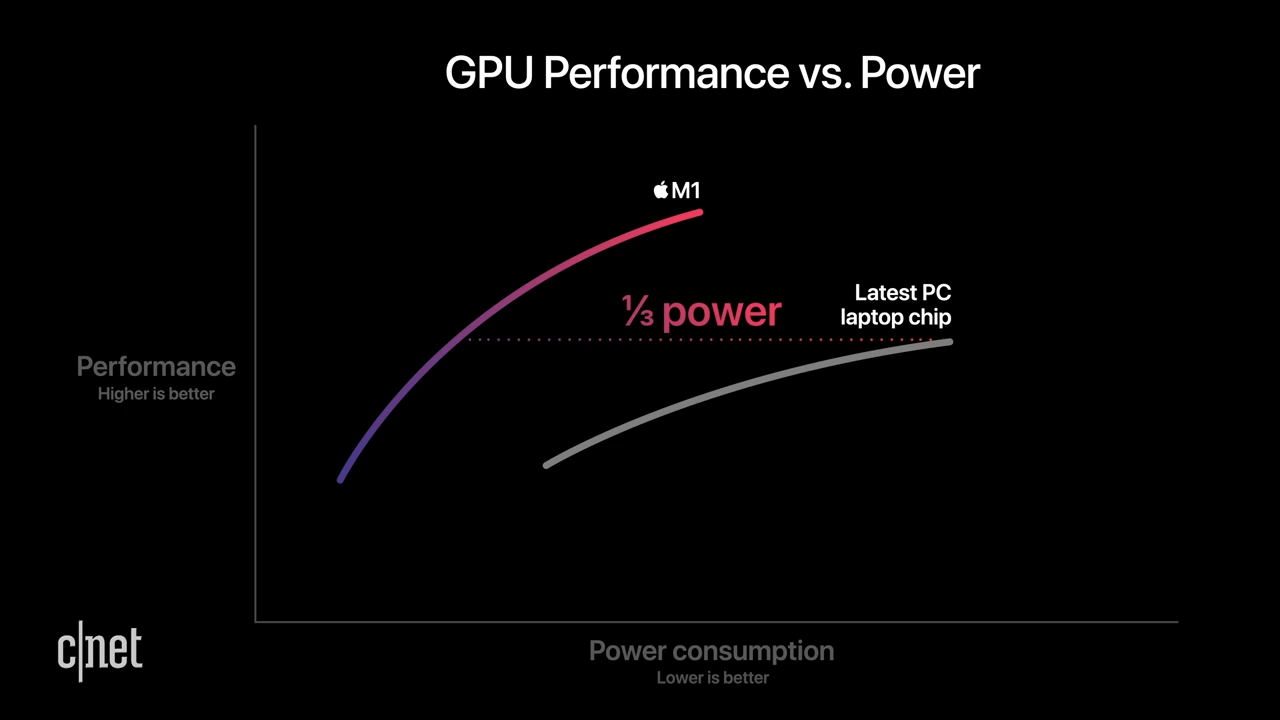 GPU Performance vs. Power
M1
Latest PC
laptop chip
⅓ power
Performance
Higher is better
Power consumption
Lower is better
c|net